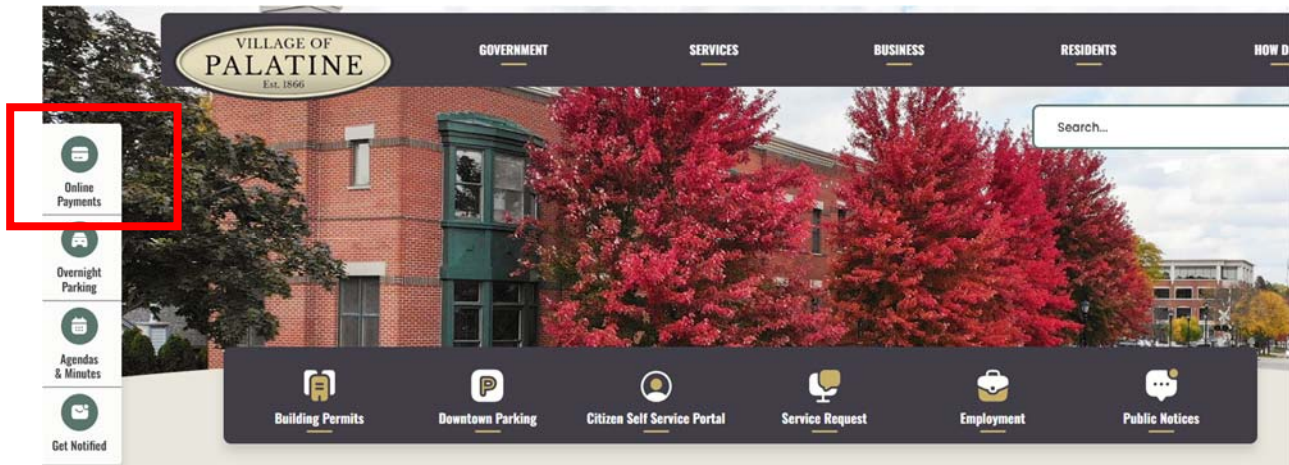 VILLAGE OF
PALATINE
Est. 1866
GOVERNMENT
SERVICES
BUSINESS
RESIDENTS
HOW D
Search...
Online
Payments
Overnight
Parking
Agendas
& Minutes
Get Notified
Building Permits
Downtown Parking
Citizen Self Service Portal
Service Request
Employment
Public Notices